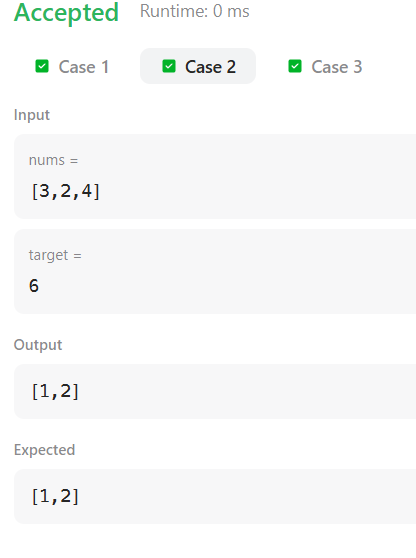 Accepted Runtime: 0 ms
Case 1 Case 2 Case 3
Input
nums =
[3,2,4]
target =
6
Output
[1,2]
Expected
[1,2]